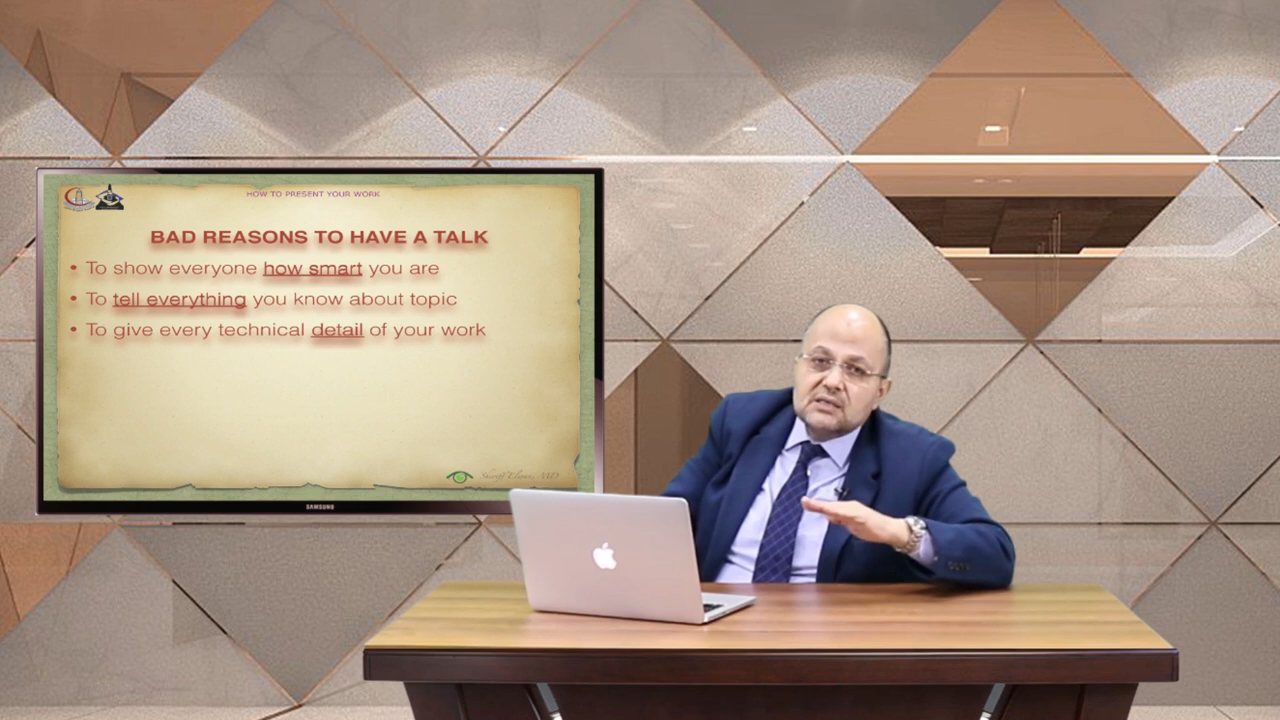 HOW TO PRESENT YOUR WORK
BAD REASONS TO HAVE A TALK
• To show everyone how smart you are
• To tell everything you know about topic
• To give every technical detail of your work
SAMSUNG